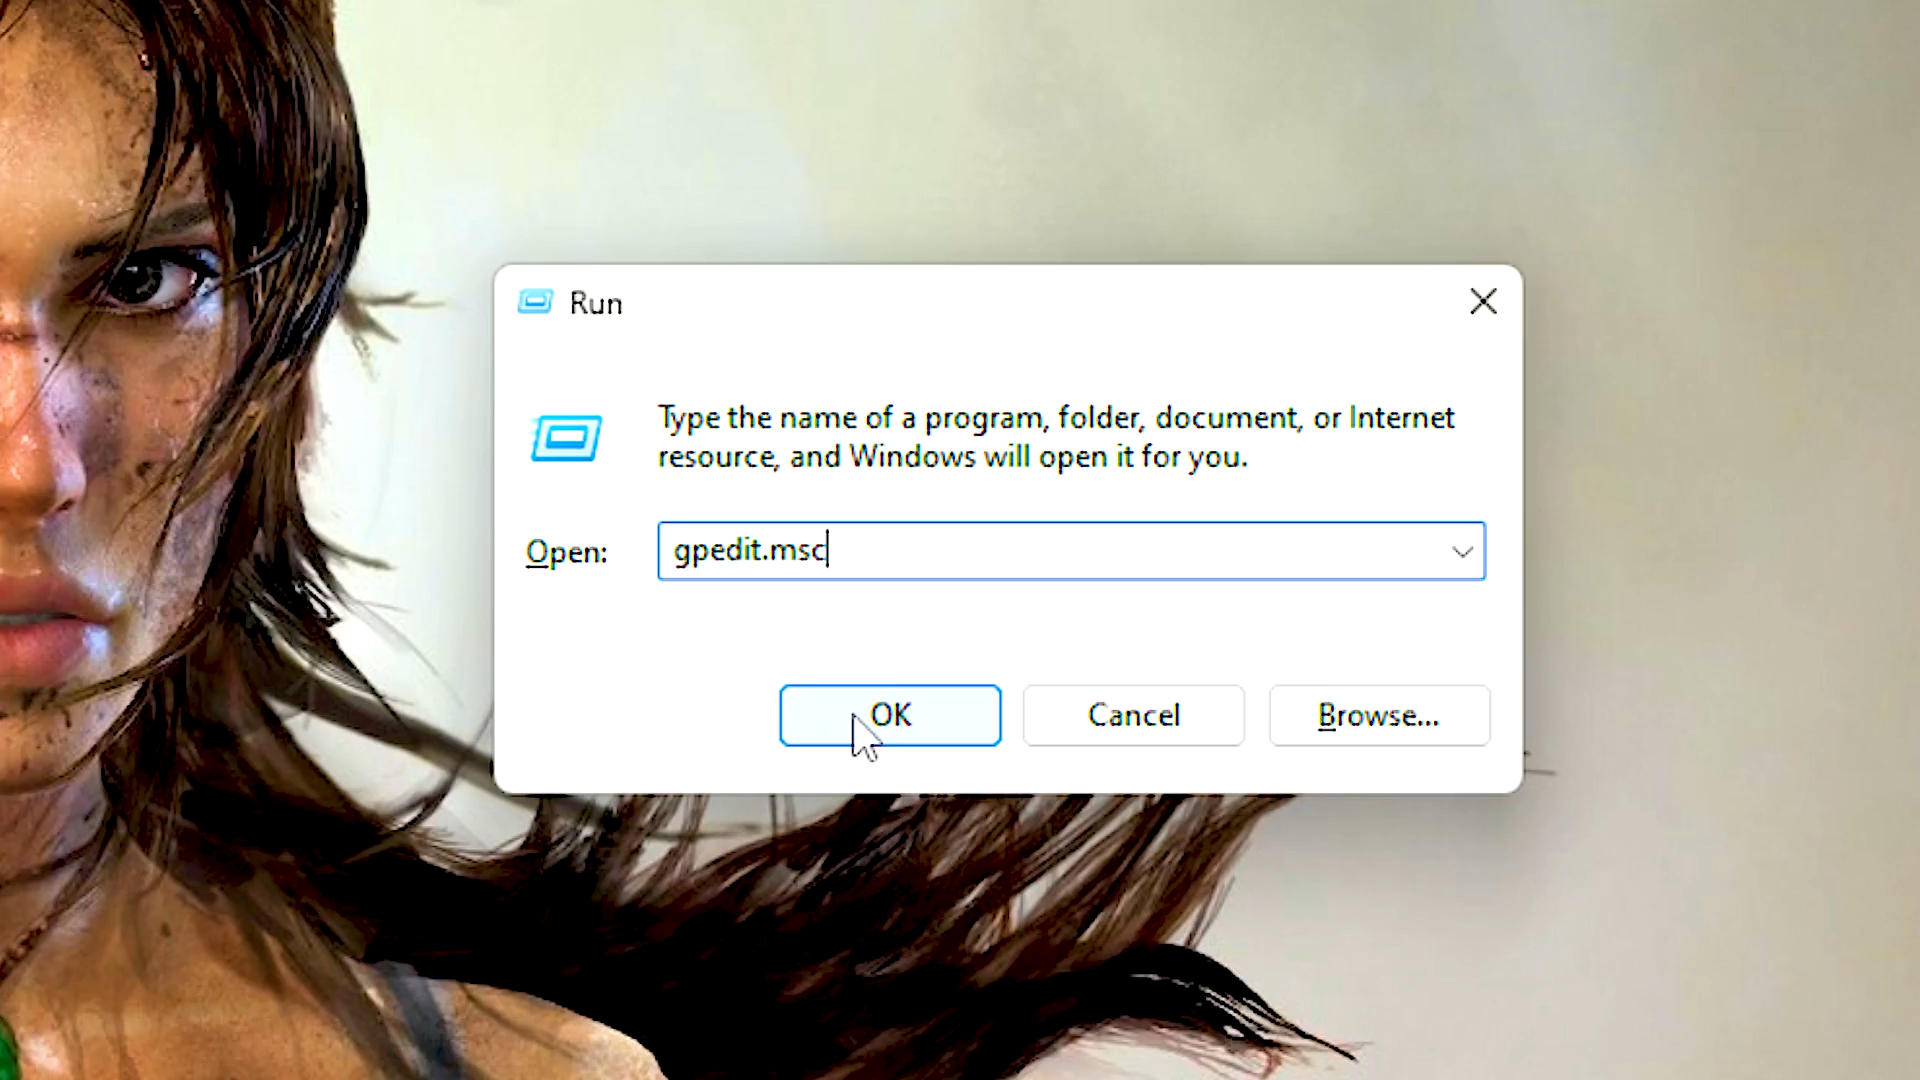 Run
Type the name of a program, folder, document, or Internet
resource, and Windows will open it for you.
Open: gpedit.msc
OK Cancel Browse...